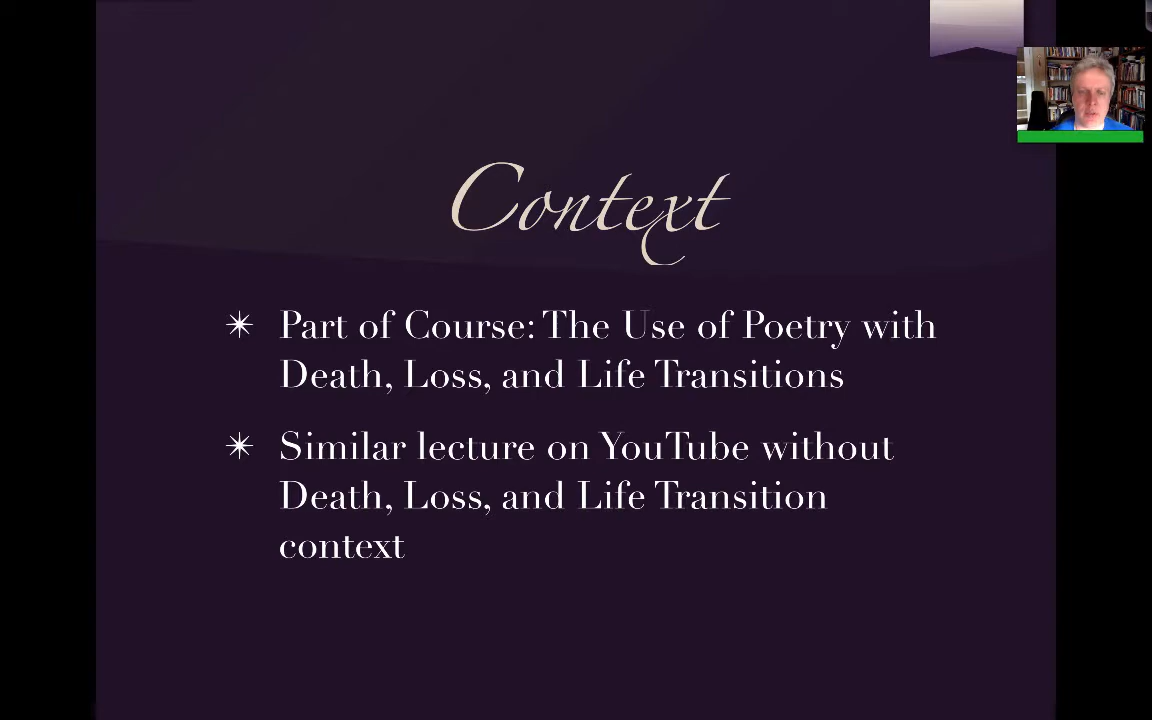 Context
Part of Course: The Use of Poetry with
Death, Loss, and Life Transitions
Similar lecture on YouTube without
Death, Loss, and Life Transition
context